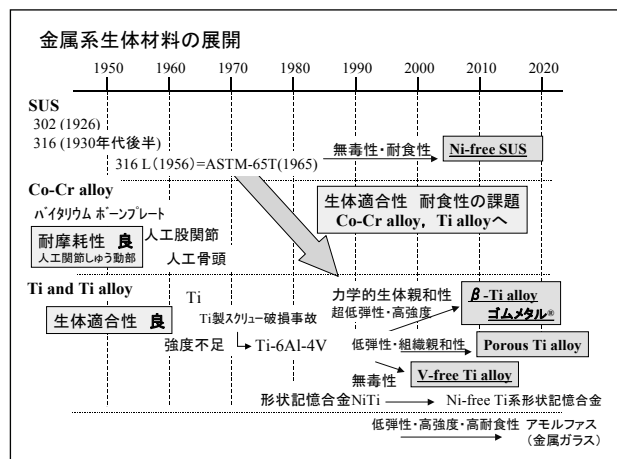 金属系生体材料の展開
1950 1960 1970 1980 1990 2000 2010 2020
SUS
302 (1926)
316 (1930年代後半)
316 L(1956)=ASTM-65T(1965)
無毒性・耐食性
Ni-free SUS
Co-Cr alloy
バイタリウム ボーンプレート
耐摩耗性 良
人工関節しゅう動部
人工股関節
人工骨頭
生体適合性 耐食性の課題
Co-Cr alloy, Ti alloyへ
Ti and Ti alloy
生体適合性 良
Ti
Ti製スクリュー破損事故
強度不足
Ti-6Al-4V
力学的生体親和性
超低弾性・高強度
β-Ti alloy
ゴムメタル®
低弾性・組織親和性
Porous Ti alloy
無毒性
V-free Ti alloy
形状記憶合金NiTi
Ni-free Ti系形状記憶合金
低弾性・高強度・高耐食性
アモルファス
(金属ガラス)